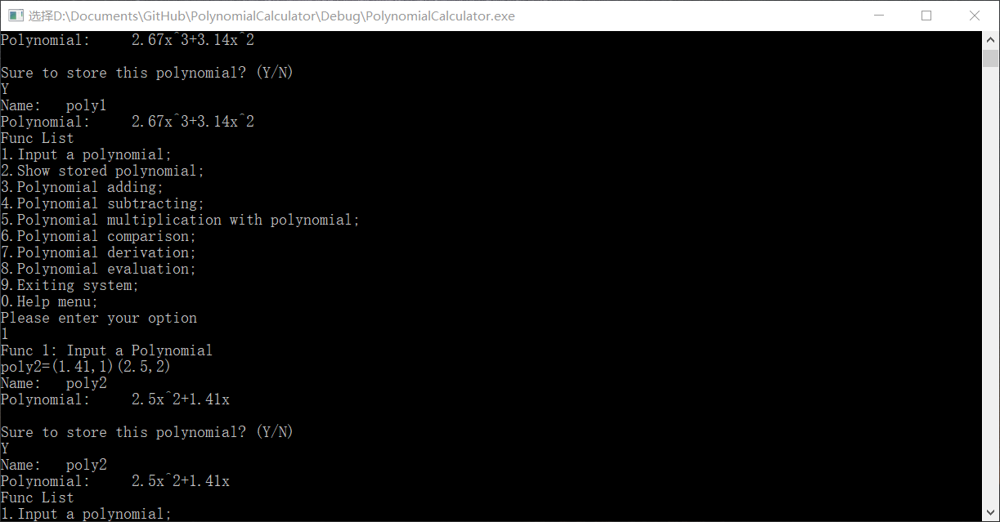 选择D:\Documents\GitHub\PolynomialCalculator\Debug\PolynomialCalculator.exe
Polynomial:     2.67x^3+3.14x^2
Sure to store this polynomial? (Y/N)
Y
Name:   poly1
Polynomial:     2.67x^3+3.14x^2
Func List
1.Input a polynomial;
2.Show stored polynomial;
3.Polynomial adding;
4.Polynomial subtracting;
5.Polynomial multiplication with polynomial;
6.Polynomial comparison;
7.Polynomial derivation;
8.Polynomial evaluation;
9.Exiting system;
0.Help menu;
Please enter your option
1
Func 1: Input a Polynomial
poly2=(1.41,1)(2.5,2)
Name:   poly2
Polynomial:     2.5x^2+1.41x
Sure to store this polynomial? (Y/N)
Y
Name:   poly2
Polynomial:     2.5x^2+1.41x
Func List
1.Input a polynomial;